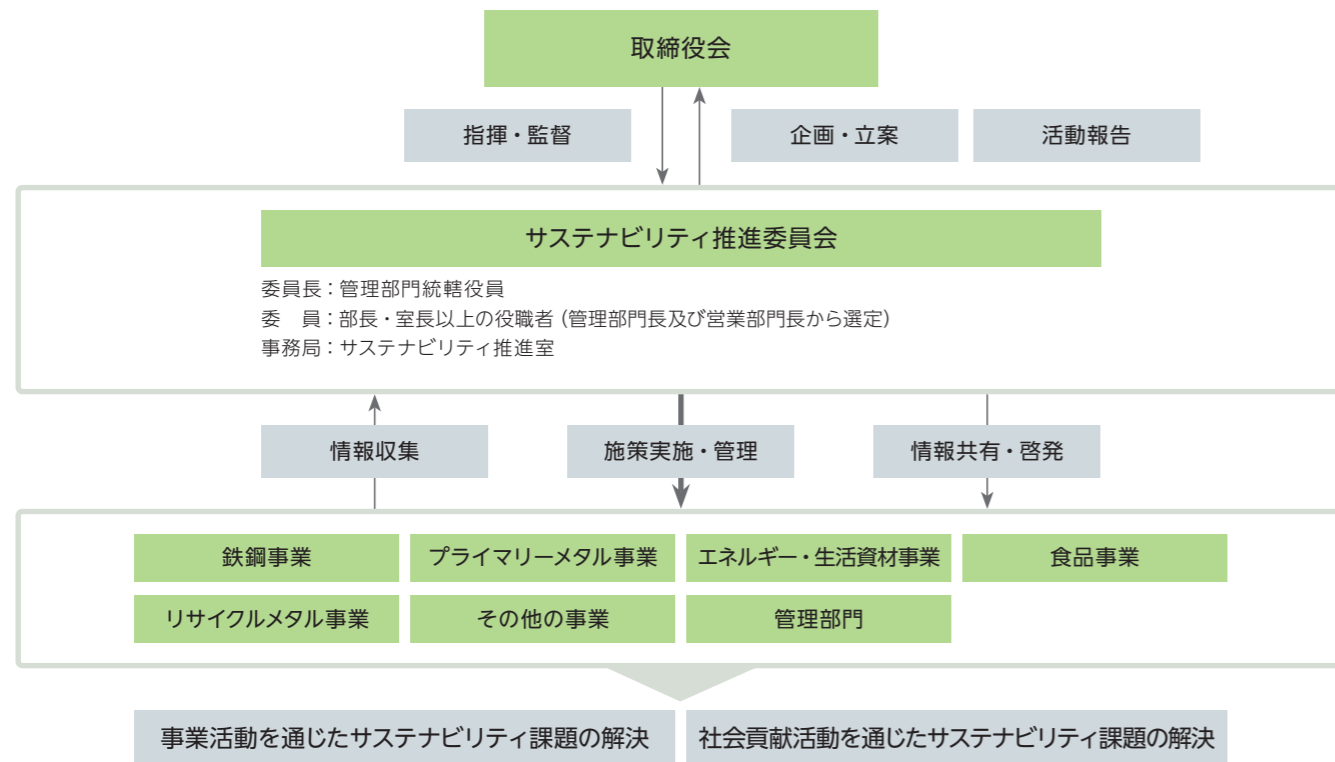 取締役会
指揮・監督
企画・立案
活動報告
サステナビリティ推進委員会
委員長：管理部門統轄役員
委　員：部長・室長以上の役職者（管理部門長及び営業部門長から選定）
事務局：サステナビリティ推進室
情報収集
施策実施・管理
情報共有・啓発
鉄鋼事業
プライマリーメタル事業
エネルギー・生活資材事業
食品事業
リサイクルメタル事業
その他の事業
管理部門
事業活動を通じたサステナビリティ課題の解決
社会貢献活動を通じたサステナビリティ課題の解決